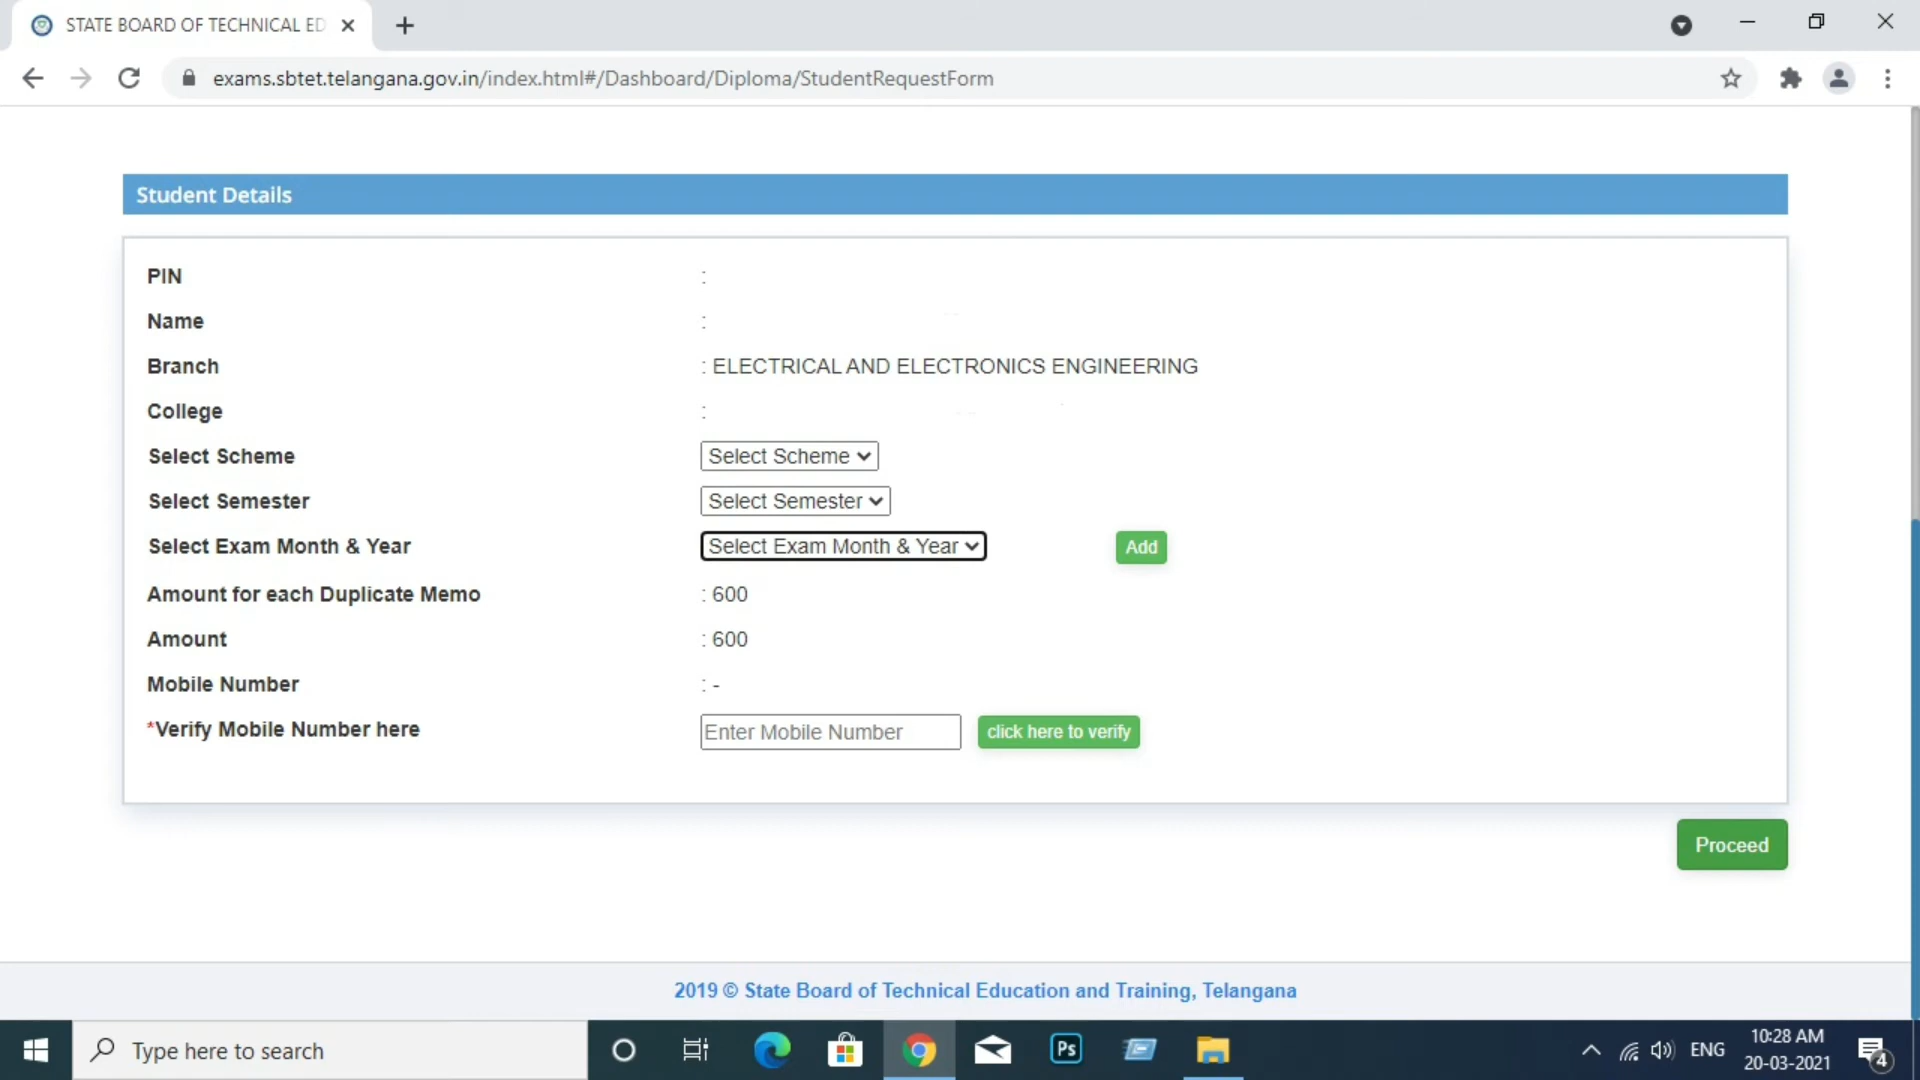 STATE BOARD OF TECHNICAL ED
exams.sbtet.telangana.gov.in/index.html#/Dashboard/Diploma/StudentRequestForm
Student Details
PIN :
Name :
Branch : ELECTRICAL AND ELECTRONICS ENGINEERING
College :
Select Scheme Select Scheme
Select Semester Select Semester
Select Exam Month & Year Select Exam Month & Year Add
Amount for each Duplicate Memo : 600
Amount : 600
Mobile Number : -
*Verify Mobile Number here Enter Mobile Number click here to verify
Proceed
2019 © State Board of Technical Education and Training, Telangana
Type here to search Ps ENG 10:28 AM
20-03-2021 4